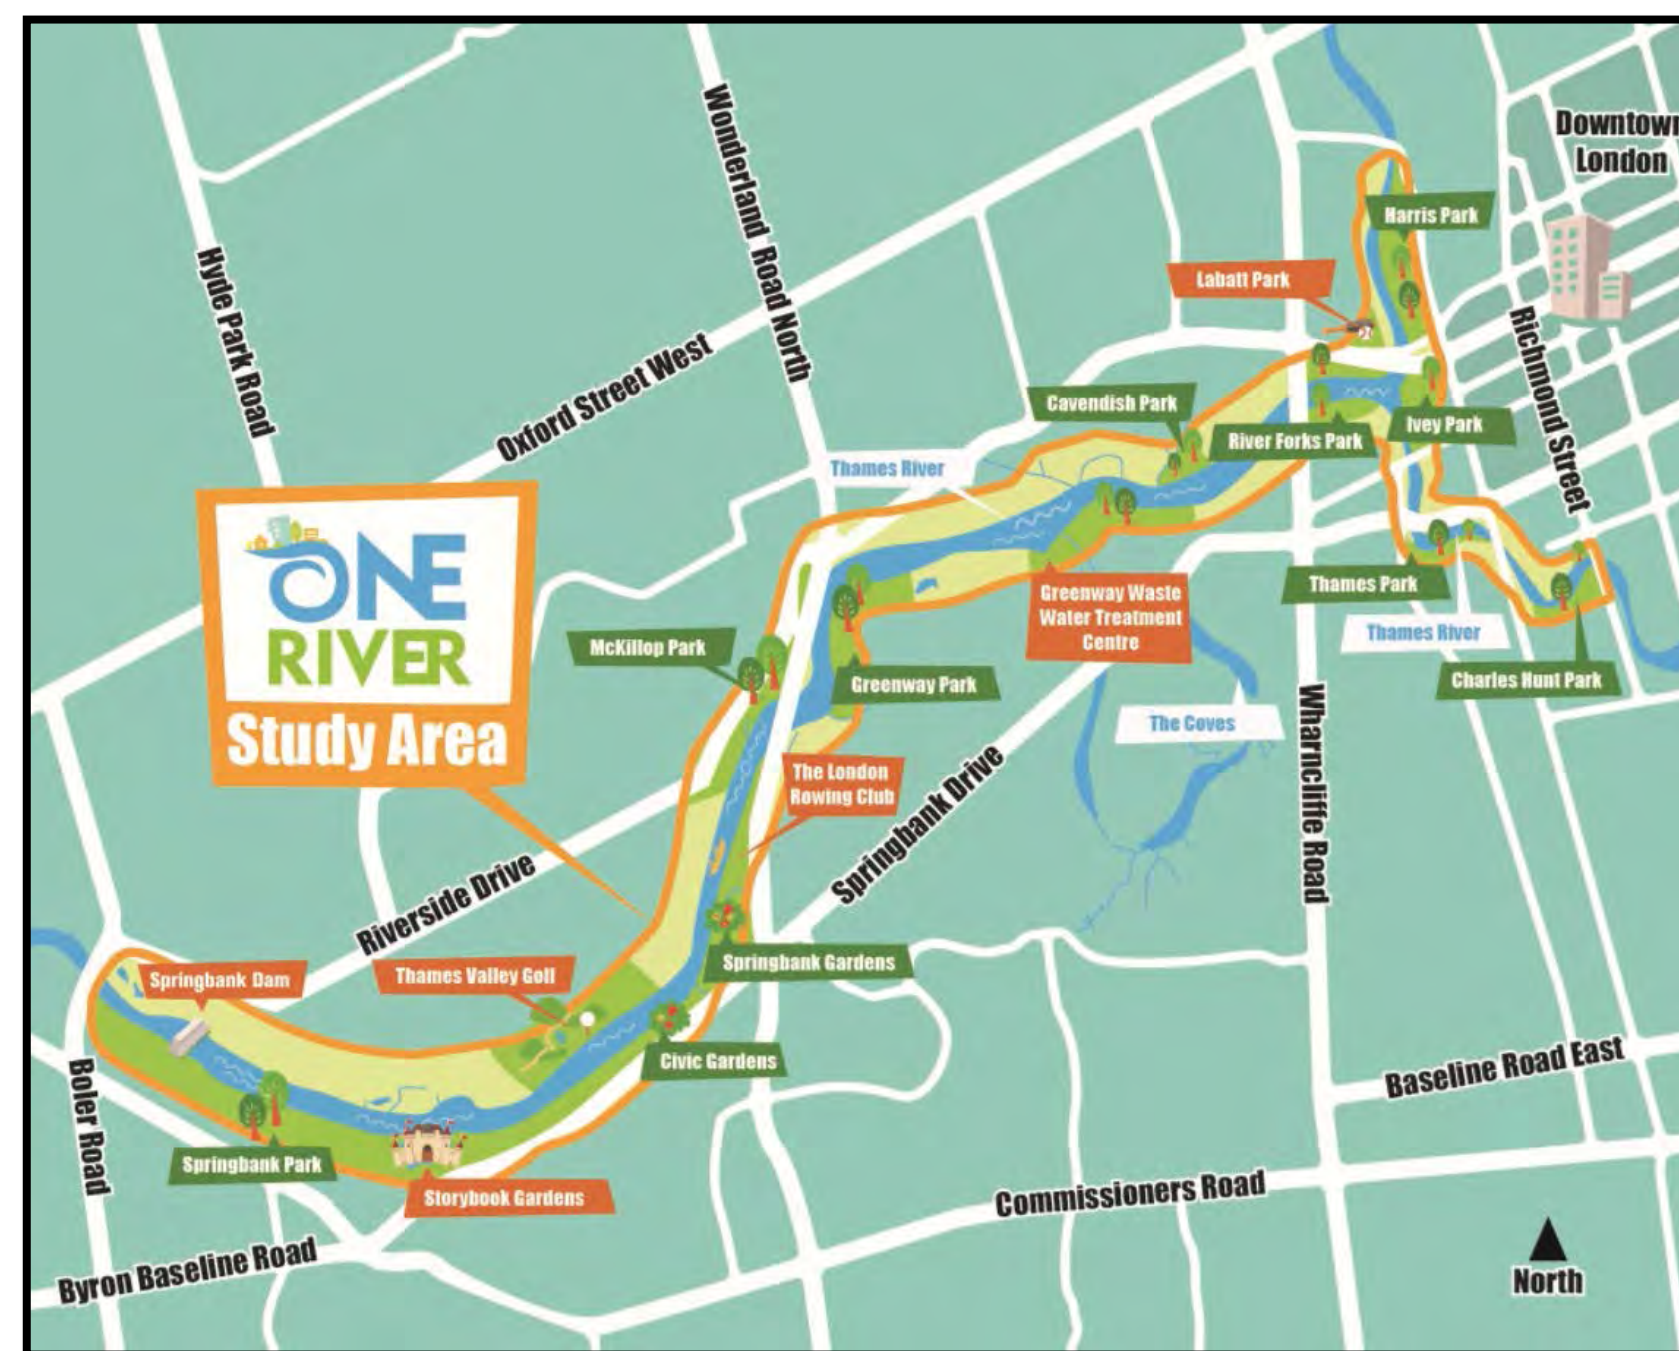 Downtown
London
Harris Park
Labatt Park
Wonderland Road North
Hyde Park Road
Oxford Street West
Richmond Street
Cavendish Park
River Forks Park
Ivey Park
Thames River
ONE
RIVER
Study Area
Greenway Waste
Water Treatment
Centre
Thames Park
Thames River
Charles Hunt Park
McKillop Park
Greenway Park
The Coves
Wharncliffe Road
The London
Rowing Club
Springbank Drive
Riverside Drive
Springbank Dam
Thames Valley Golf
Springbank Gardens
Civic Gardens
Boler Road
Baseline Road East
Springbank Park
Storybook Gardens
Commissioners Road
Byron Baseline Road
North